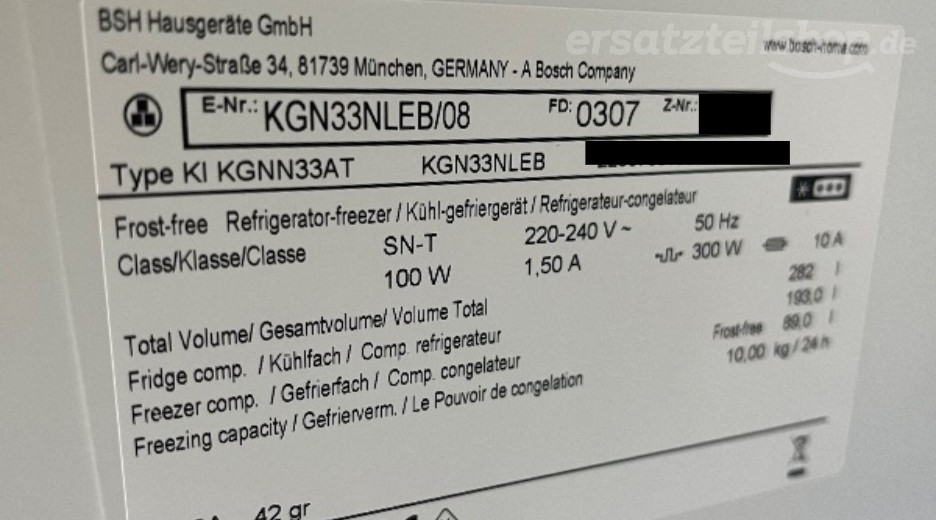 BSH Hausgeräte GmbH
ersatzteilshop.de
www.bosch-home.com
Carl-Wery-Straße 34, 81739 München, GERMANY - A Bosch Company
E-Nr.: KGN33NLEB/08 FD: 0307 Z-Nr.:
Type KI KGNN33AT KGN33NLEB
Frost-free Refrigerator-freezer / Kühl-gefriergerät / Refrigerateur-congelateur
Class/Klasse/Classe SN-T 220-240 V ~ 50 Hz
100 W 1,50 A 300 W 10 A
Total Volume/ Gesamtvolume/ Volume Total 282 l
Fridge comp. / Kühlfach / Comp. refrigerateur 193,0 l
Freezer comp. / Gefrierfach / Comp. congelateur Frost-free 89,0 l
Freezing capacity / Gefrierverm. / Le Pouvoir de congelation 10,00 kg / 24 h
42 gr